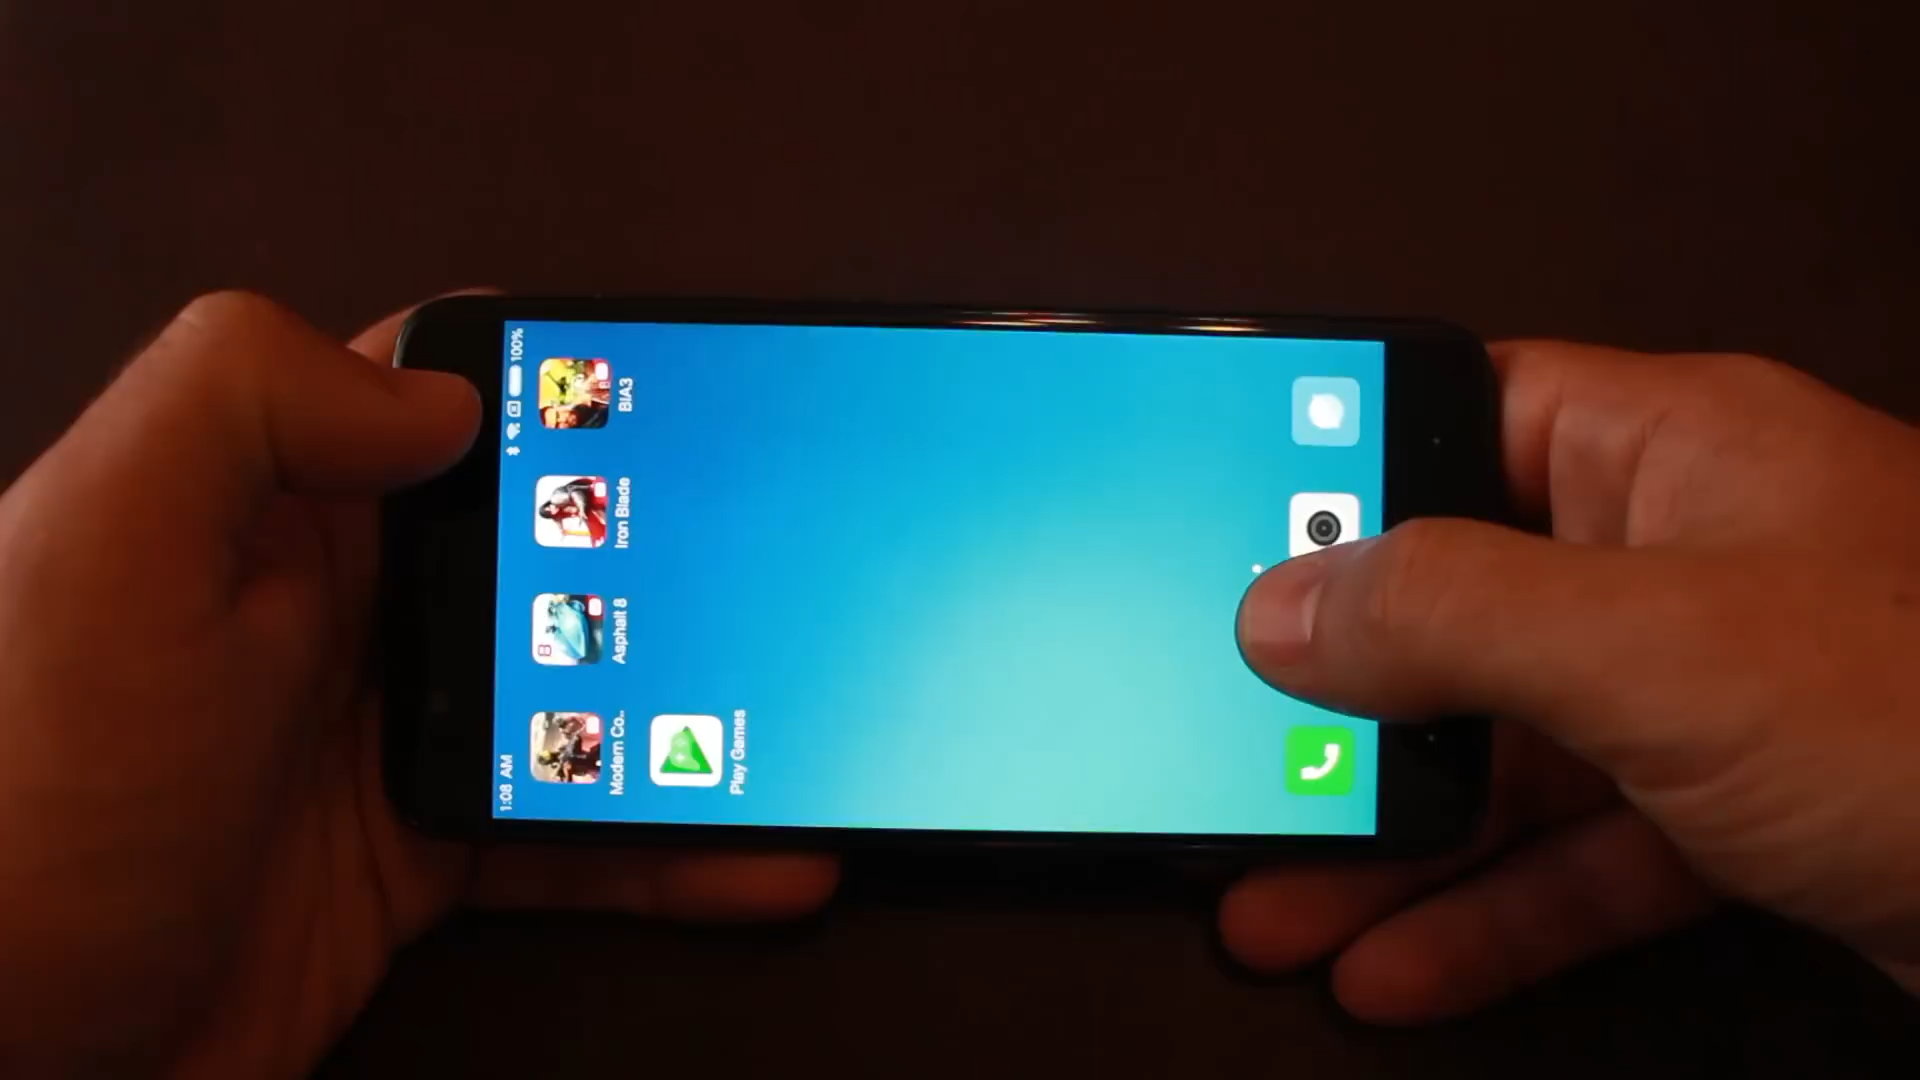 1:08 AM
100%
Modern Co..
Asphalt 8
Iron Blade
BIA3
Play Games